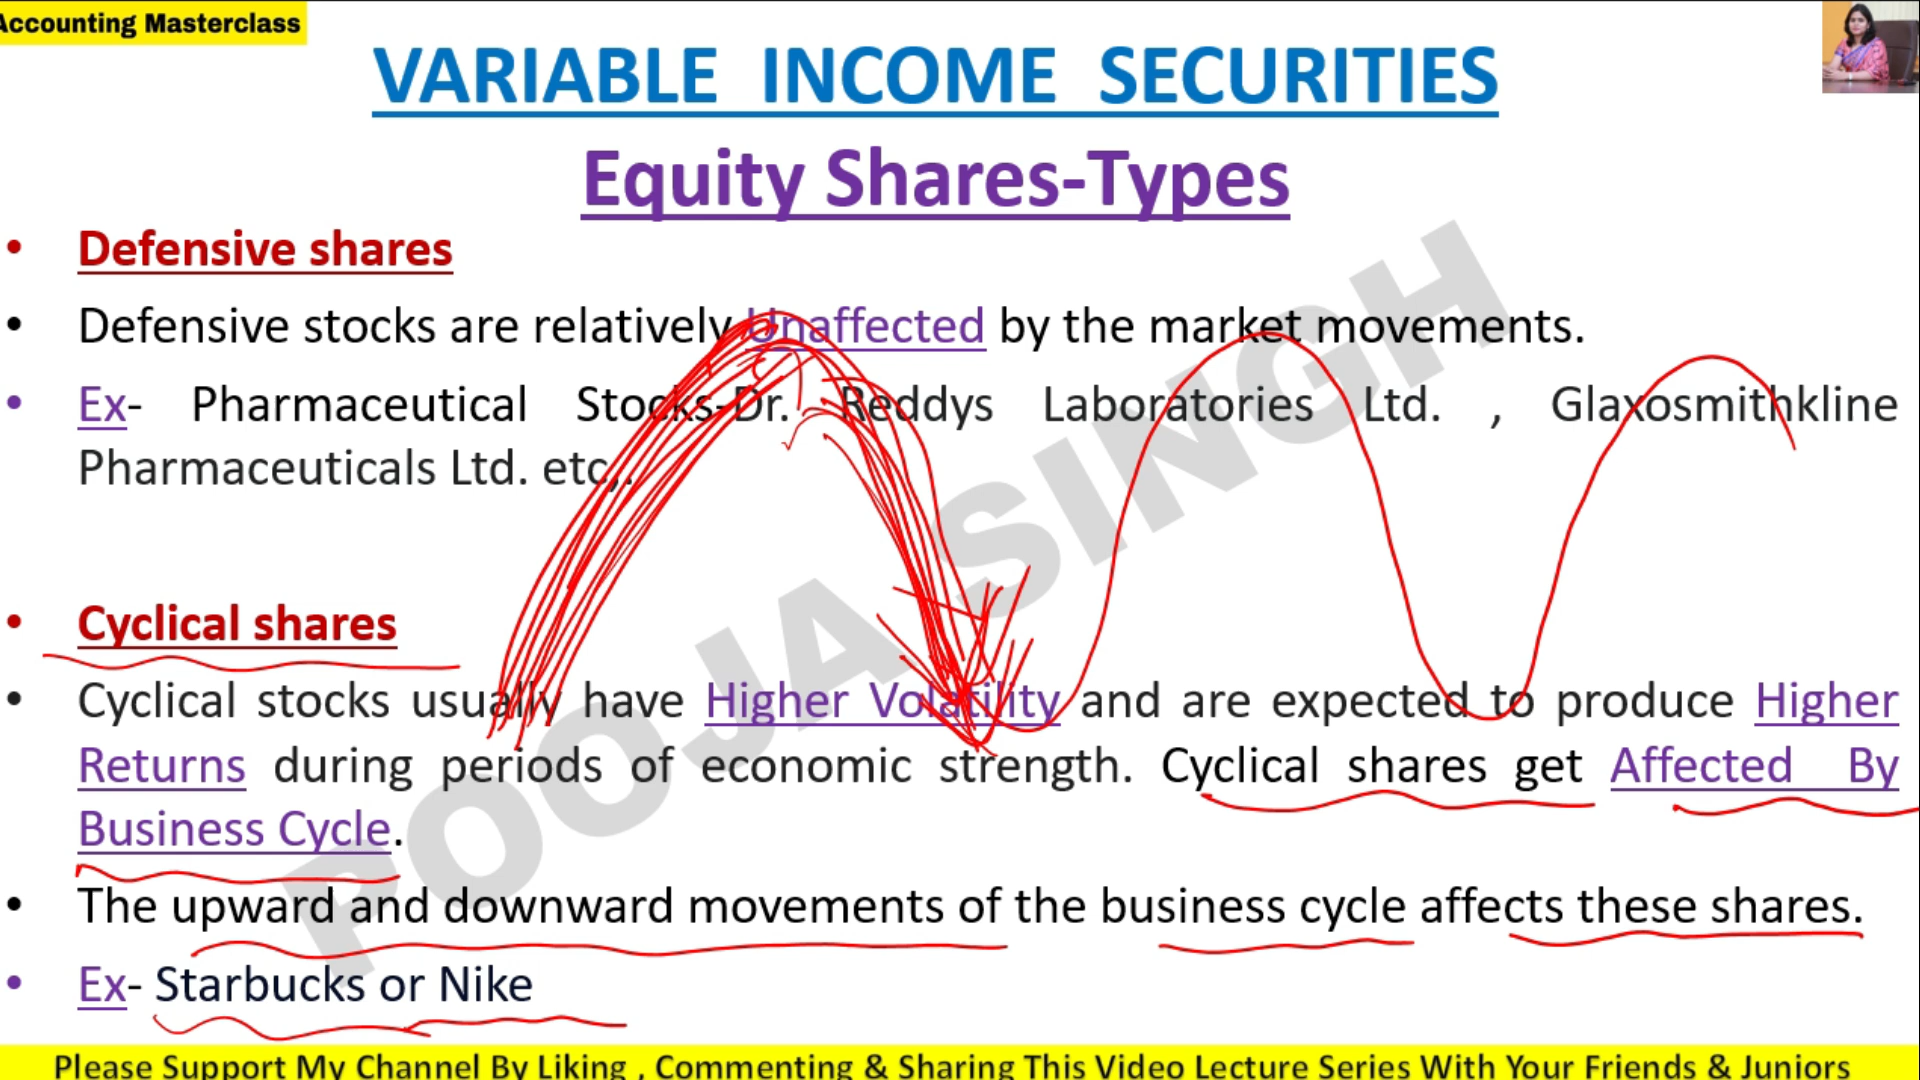 Accounting Masterclass
VARIABLE INCOME SECURITIES
Equity Shares-Types
• Defensive shares
• Defensive stocks are relatively Unaffected by the market movements.
• Ex- Pharmaceutical Stocks-Dr. Reddys Laboratories Ltd. , Glaxosmithkline
Pharmaceuticals Ltd. etc,.
• Cyclical shares
• Cyclical stocks usually have Higher Volatility and are expected to produce Higher
Returns during periods of economic strength. Cyclical shares get Affected By
Business Cycle.
• The upward and downward movements of the business cycle affects these shares.
• Ex- Starbucks or Nike
POOJA SINGH
Please Support My Channel By Liking , Commenting & Sharing This Video Lecture Series With Your Friends & Juniors